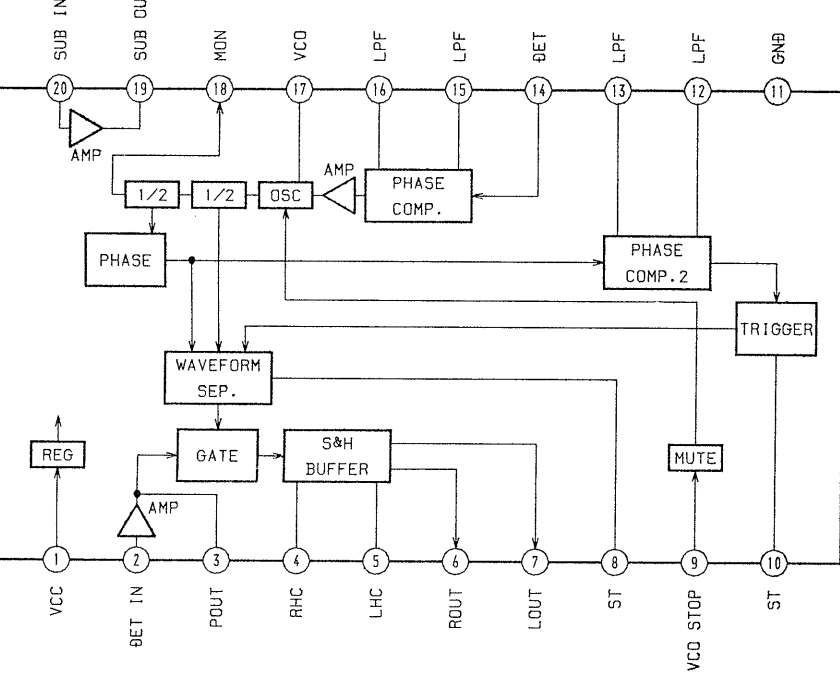 SUB IN
SUB OU
MON
VCO
LPF
LPF
DET
LPF
LPF
GND
20
19
18
17
16
15
14
13
12
11
AMP
AMP
1/2
1/2
OSC
PHASE
COMP.
PHASE
PHASE
COMP.2
TRIGGER
WAVEFORM
SEP.
REG
GATE
S&H
BUFFER
MUTE
AMP
1
2
3
4
5
6
7
8
9
10
VCC
DET IN
POUT
RHC
LHC
ROUT
LOUT
ST
VCO STOP
ST